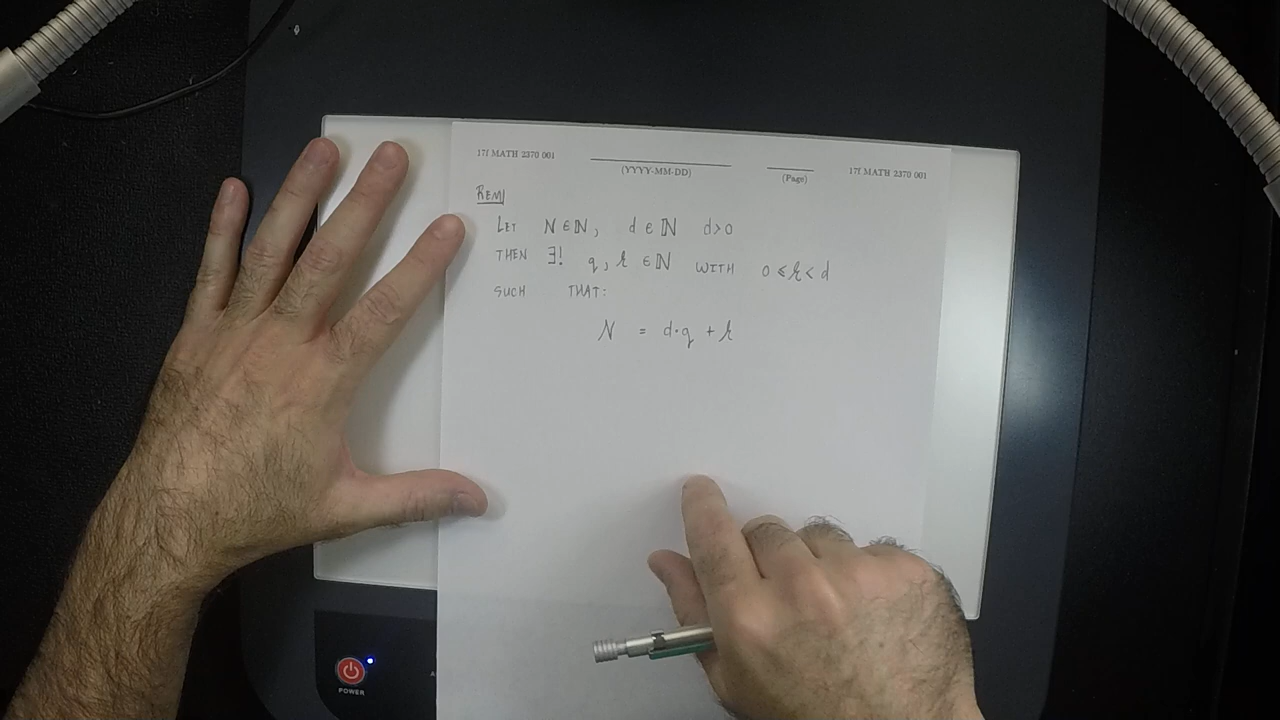 17f MATH 2370 001 (YYYY-MM-DD) (Page) 17f MATH 2370 001
REM
LET N ∈ ℕ, d ∈ ℕ d>0
THEN ∃! q, r ∈ ℕ WITH 0 ≤ r < d
SUCH THAT:
N = d·q + r
POWER